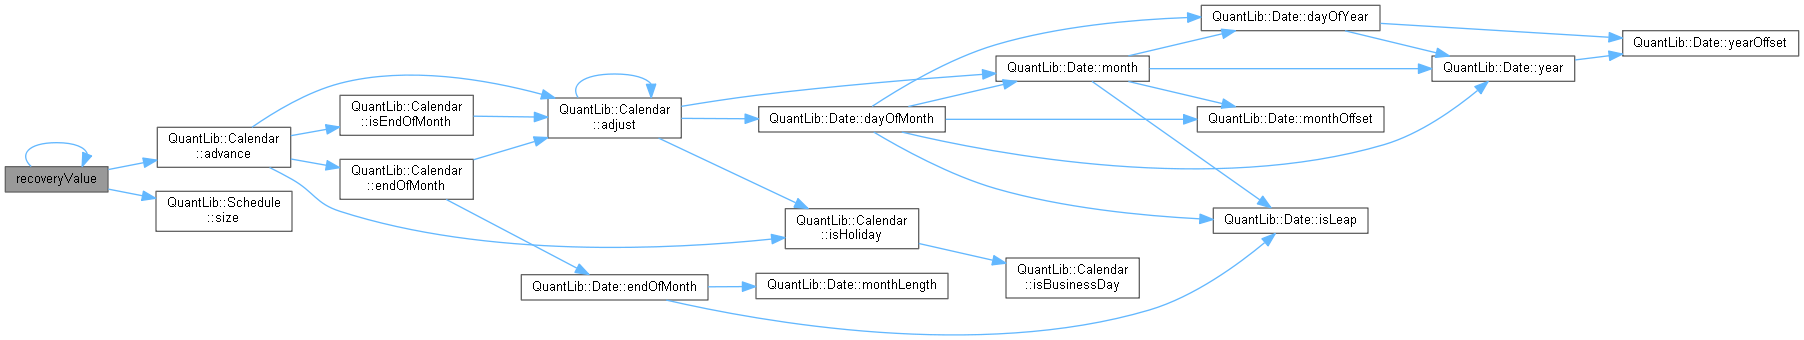 recoveryValue
QuantLib::Calendar
::advance
QuantLib::Schedule
::size
QuantLib::Calendar
::isEndOfMonth
QuantLib::Calendar
::endOfMonth
QuantLib::Calendar
::adjust
QuantLib::Date::endOfMonth
QuantLib::Date::dayOfMonth
QuantLib::Calendar
::isHoliday
QuantLib::Date::monthLength
QuantLib::Date::month
QuantLib::Calendar
::isBusinessDay
QuantLib::Date::dayOfYear
QuantLib::Date::monthOffset
QuantLib::Date::isLeap
QuantLib::Date::year
QuantLib::Date::yearOffset